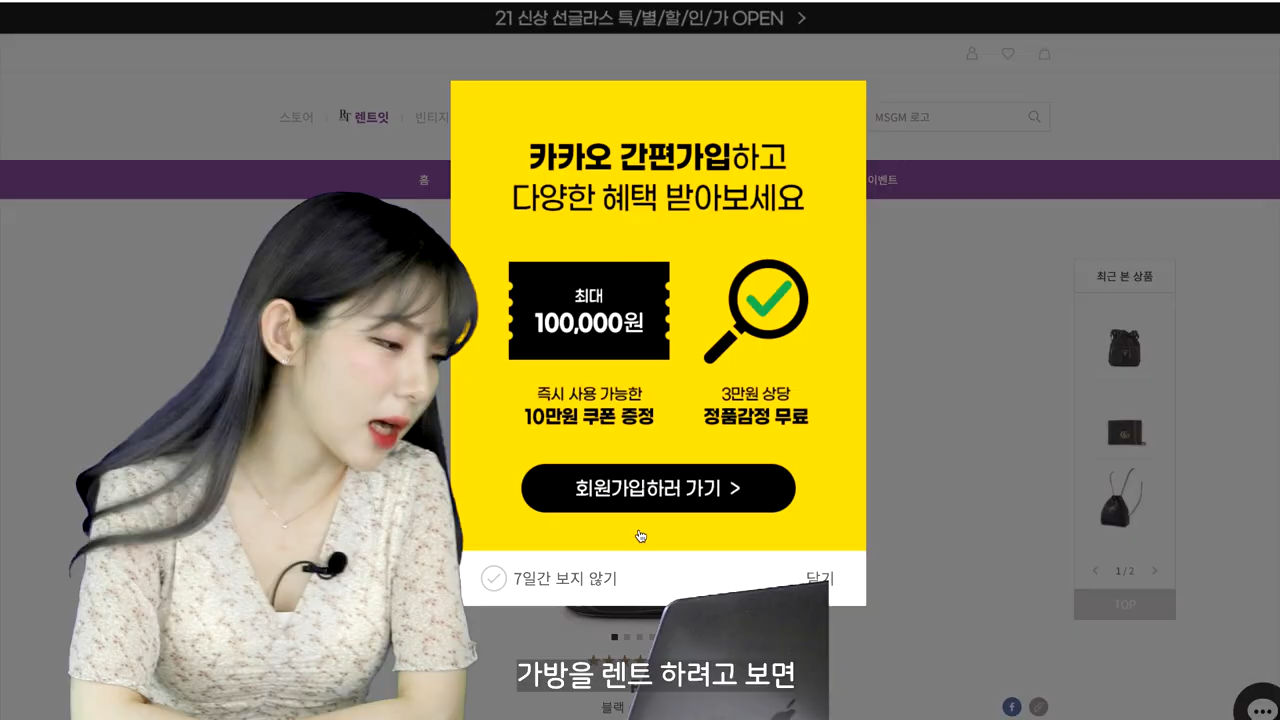 21 신상 선글라스 특/별/할/인/가 OPEN >
스토어 | RT 렌트잇 | 빈티지
MSGM 로고
홈
이벤트
카카오 간편가입하고
다양한 혜택 받아보세요
최대
100,000원
즉시 사용 가능한
10만원 쿠폰 증정
3만원 상당
정품감정 무료
회원가입하러 가기 >
7일간 보지 않기
닫기
최근 본 상품
1 / 2
TOP
가방을 렌트 하려고 보면
블랙